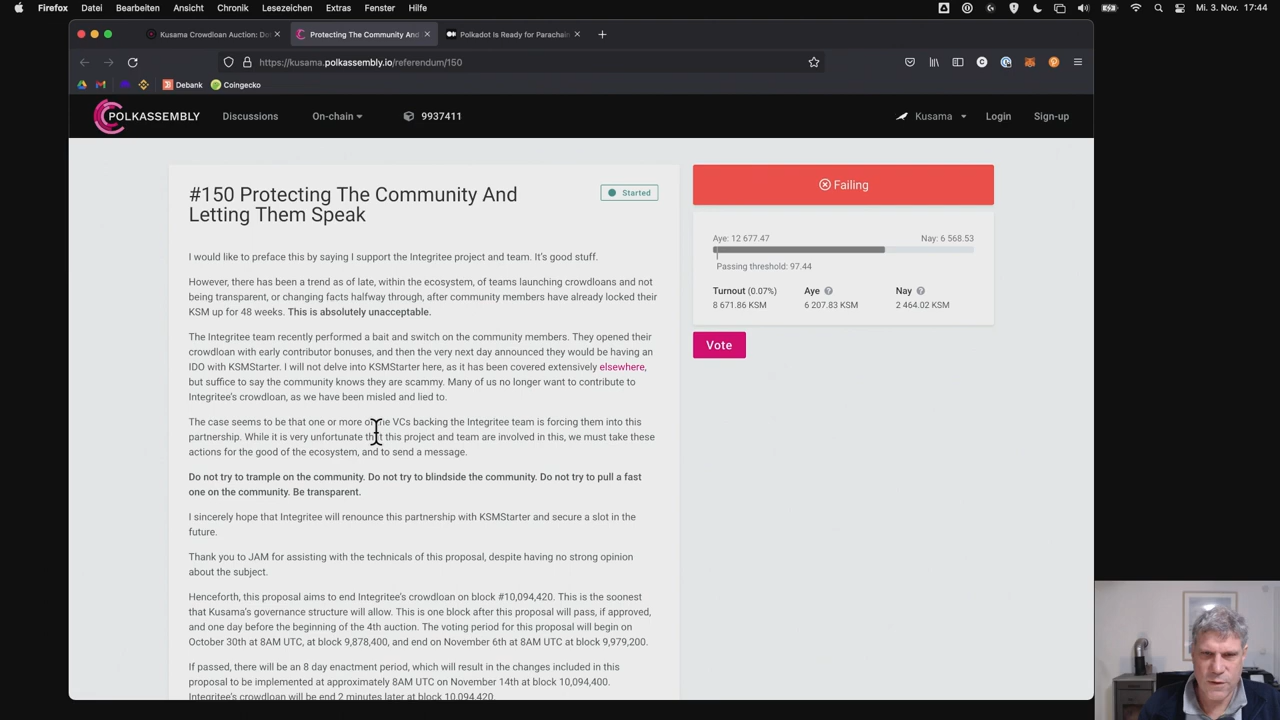 Firefox Datei Bearbeiten Ansicht Chronik Lesezeichen Extras Fenster Hilfe Mi. 3. Nov. 17:44
Kusama Crowdloan Auction: Do Protecting The Community And Polkadot Is Ready for Parachain
https://kusama.polkassembly.io/referendum/150
Debank Coingecko
POLKASSEMBLY Discussions On-chain 9937411 Kusama Login Sign-up
#150 Protecting The Community And
Letting Them Speak
Started
I would like to preface this by saying I support the Integritee project and team. It's good stuff.
However, there has been a trend as of late, within the ecosystem, of teams launching crowdloans and not
being transparent, or changing facts halfway through, after community members have already locked their
KSM up for 48 weeks. This is absolutely unacceptable.
The Integritee team recently performed a bait and switch on the community members. They opened their
crowdloan with early contributor bonuses, and then the very next day announced they would be having an
IDO with KSMStarter. I will not delve into KSMStarter here, as it has been covered extensively elsewhere,
but suffice to say the community knows they are scammy. Many of us no longer want to contribute to
Integritee's crowdloan, as we have been misled and lied to.
The case seems to be that one or more of the VCs backing the Integritee team is forcing them into this
partnership. While it is very unfortunate that this project and team are involved in this, we must take these
actions for the good of the ecosystem, and to send a message.
Do not try to trample on the community. Do not try to blindside the community. Do not try to pull a fast
one on the community. Be transparent.
I sincerely hope that Integritee will renounce this partnership with KSMStarter and secure a slot in the
future.
Thank you to JAM for assisting with the technicals of this proposal, despite having no strong opinion
about the subject.
Henceforth, this proposal aims to end Integritee's crowdloan on block #10,094,420. This is the soonest
that Kusama's governance structure will allow. This is one block after this proposal will pass, if approved,
and one day before the beginning of the 4th auction. The voting period for this proposal will begin on
October 30th at 8AM UTC, at block 9,878,400, and end on November 6th at 8AM UTC at block 9,979,200.
If passed, there will be an 8 day enactment period, which will result in the changes included in this
proposal to be implemented at approximately 8AM UTC on November 14th at block 10,094,400.
Integritee's crowdloan will be end 2 minutes later at block 10,094,420.
Failing
Aye: 12 677.47 Nay: 6 568.53
Passing threshold: 97.44
Turnout (0.07%) Aye Nay
8 671.86 KSM 6 207.83 KSM 2 464.02 KSM
Vote